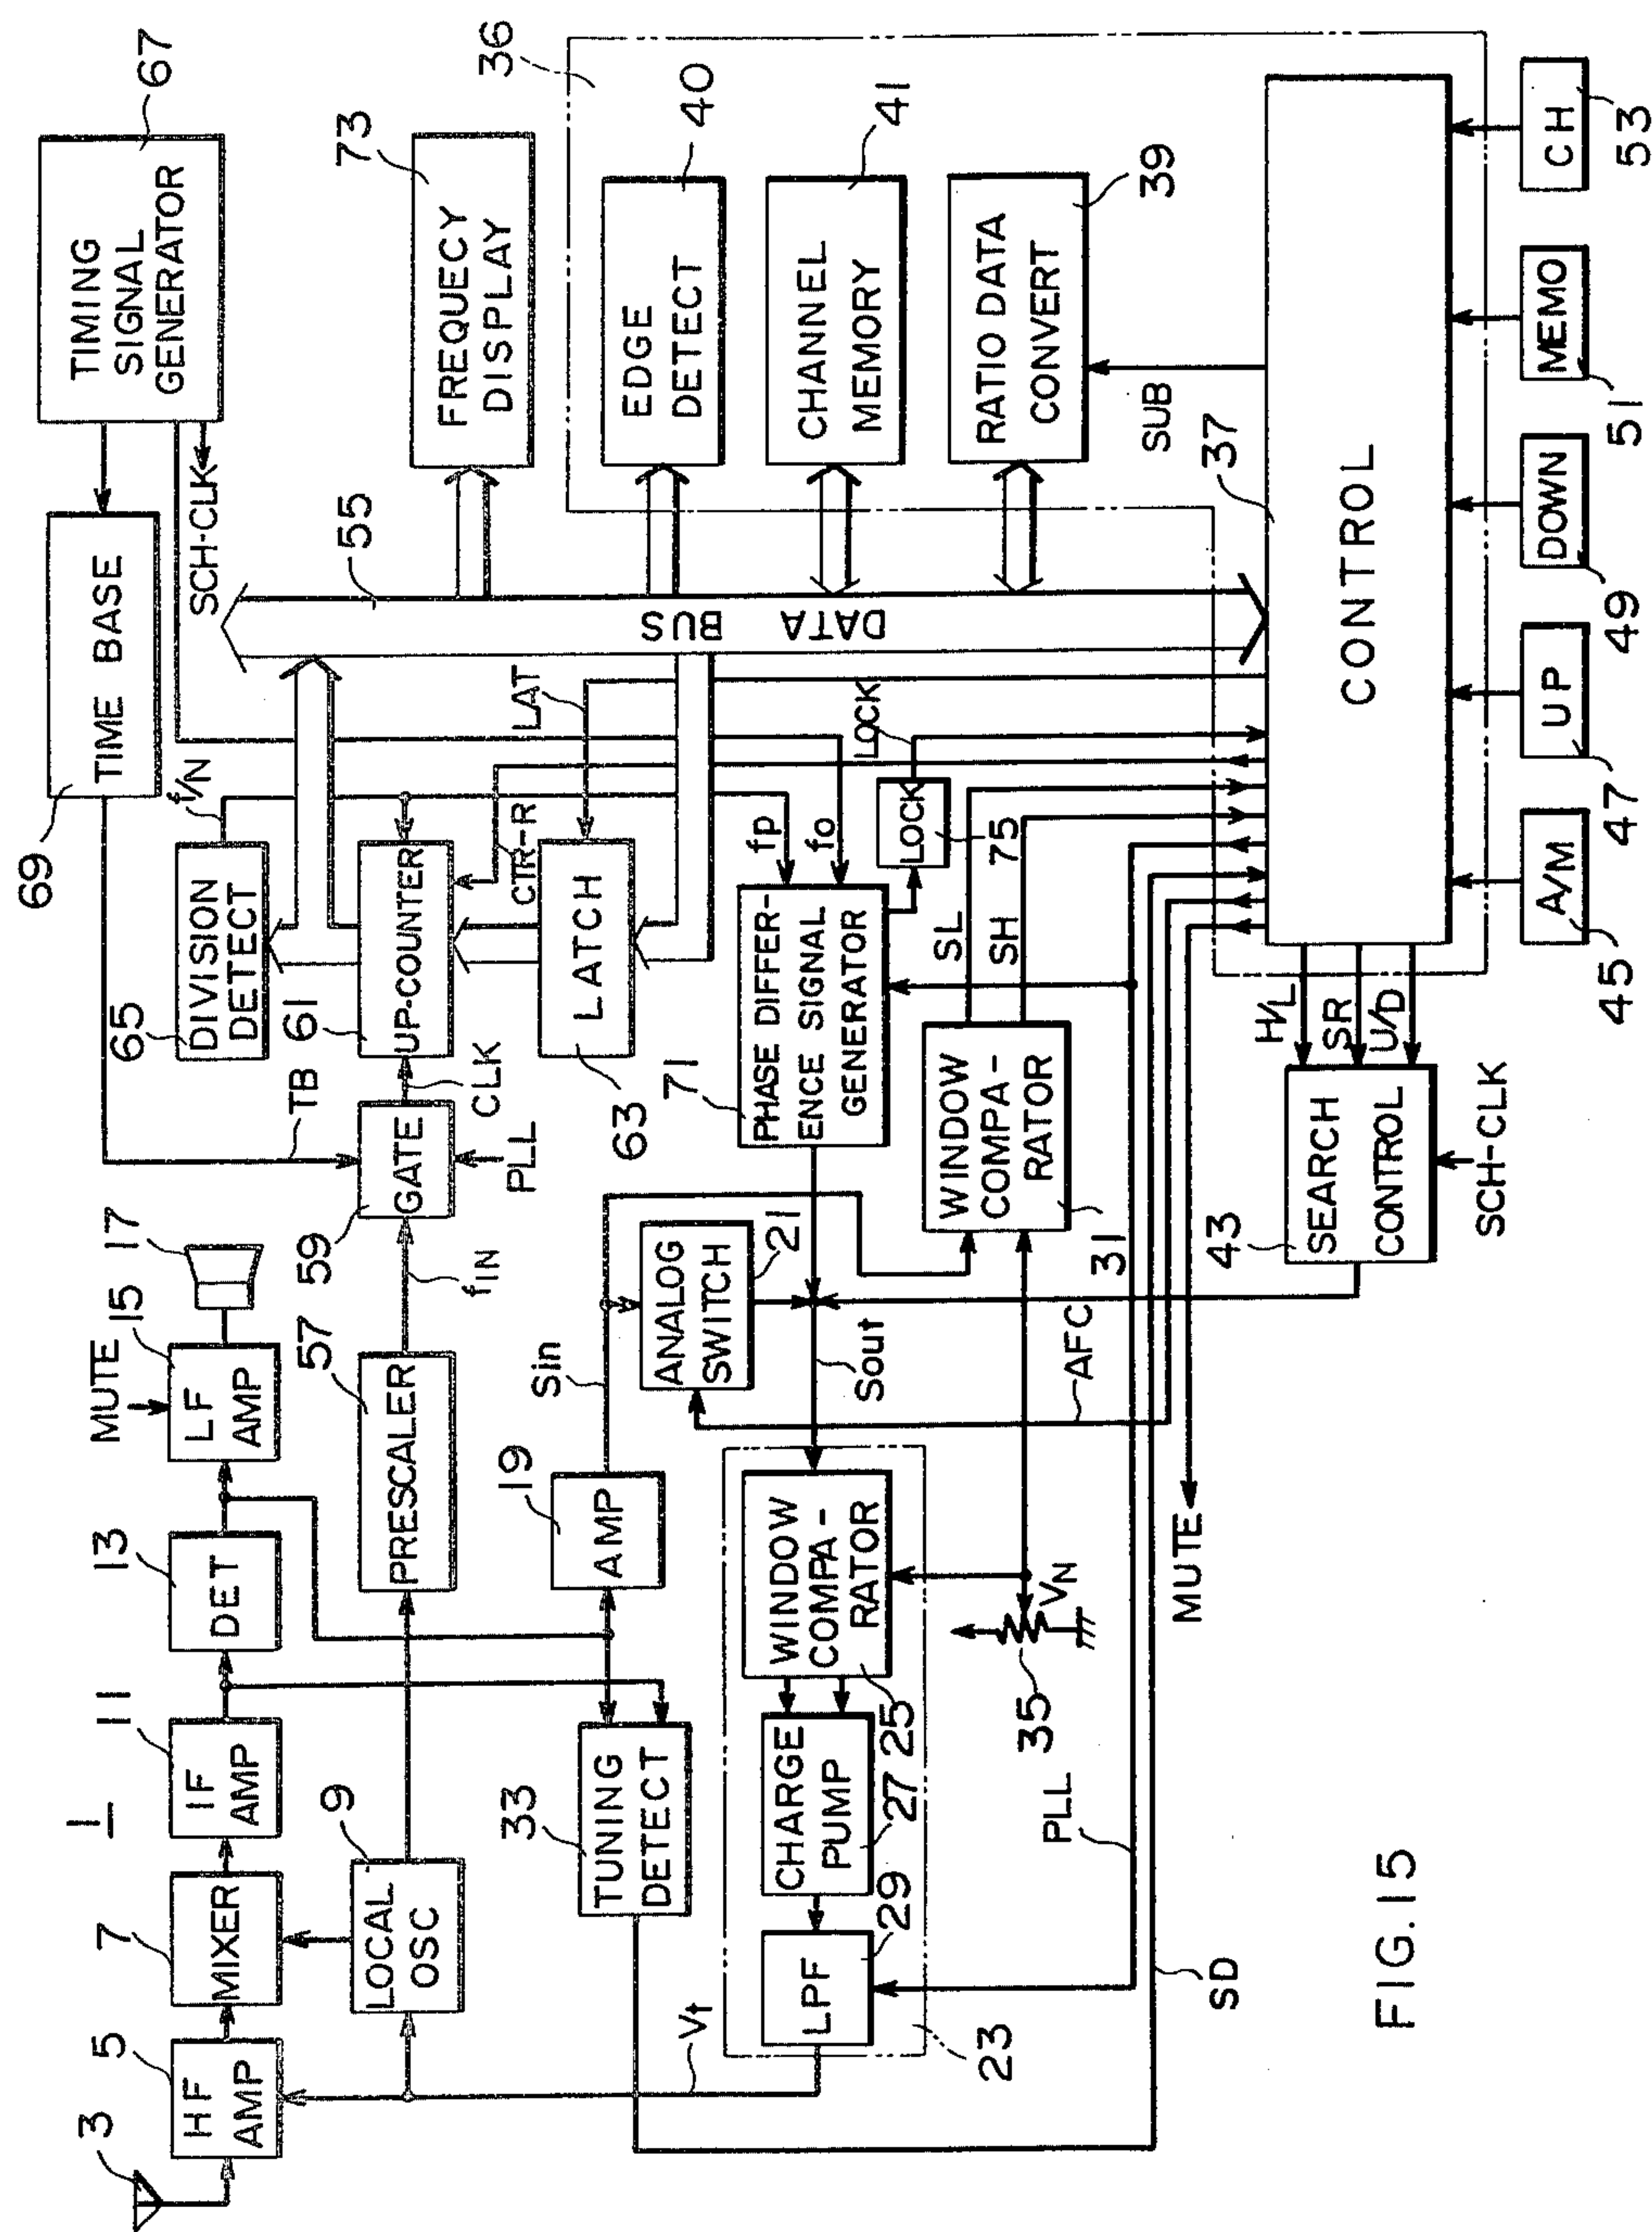 1
3
5
HF
AMP
7
MIXER
11
IF
AMP
13
DET
MUTE
15
LF
AMP
17
9
LOCAL
OSC
57
PRESCALER
fIN
59
GATE
TB
PLL
CLK
61
UP-COUNTER
65
DIVISION
DETECT
f/N
69
TIME BASE
TIMING
SIGNAL
GENERATOR
67
SCH-CLK
63
LATCH
CTR-R
LAT
DATA BUS
55
FREQUECY
DISPLAY
73
36
EDGE
DETECT
40
CHANNEL
MEMORY
41
RATIO DATA
CONVERT
39
SUB
33
TUNING
DETECT
19
AMP
Sin
ANALOG
SWITCH
21
71
PHASE DIFFER-
ENCE SIGNAL
GENERATOR
fp
fo
LOCK
75
LOCK
Vt
LPF
29
CHARGE
PUMP
27
WINDOW
COMPA-
RATOR
25
23
Sout
WINDOW
COMPA-
RATOR
31
SL
SH
35
VN
AFC
PLL
SD
MUTE
37
CONTROL
H/L
SR
U/D
43
SEARCH
CONTROL
SCH-CLK
A/M
45
UP
47
DOWN
49
MEMO
51
CH
53
FIG.15